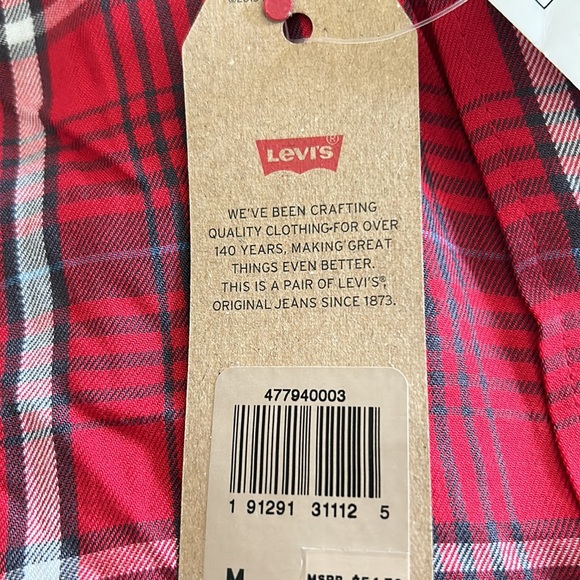 Levi's®
WE'VE BEEN CRAFTING
QUALITY CLOTHING FOR OVER
140 YEARS, MAKING GREAT
THINGS EVEN BETTER.
THIS IS A PAIR OF LEVI'S®,
ORIGINAL JEANS SINCE 1873.
477940003
1 91291 31112 5
M
MSRP